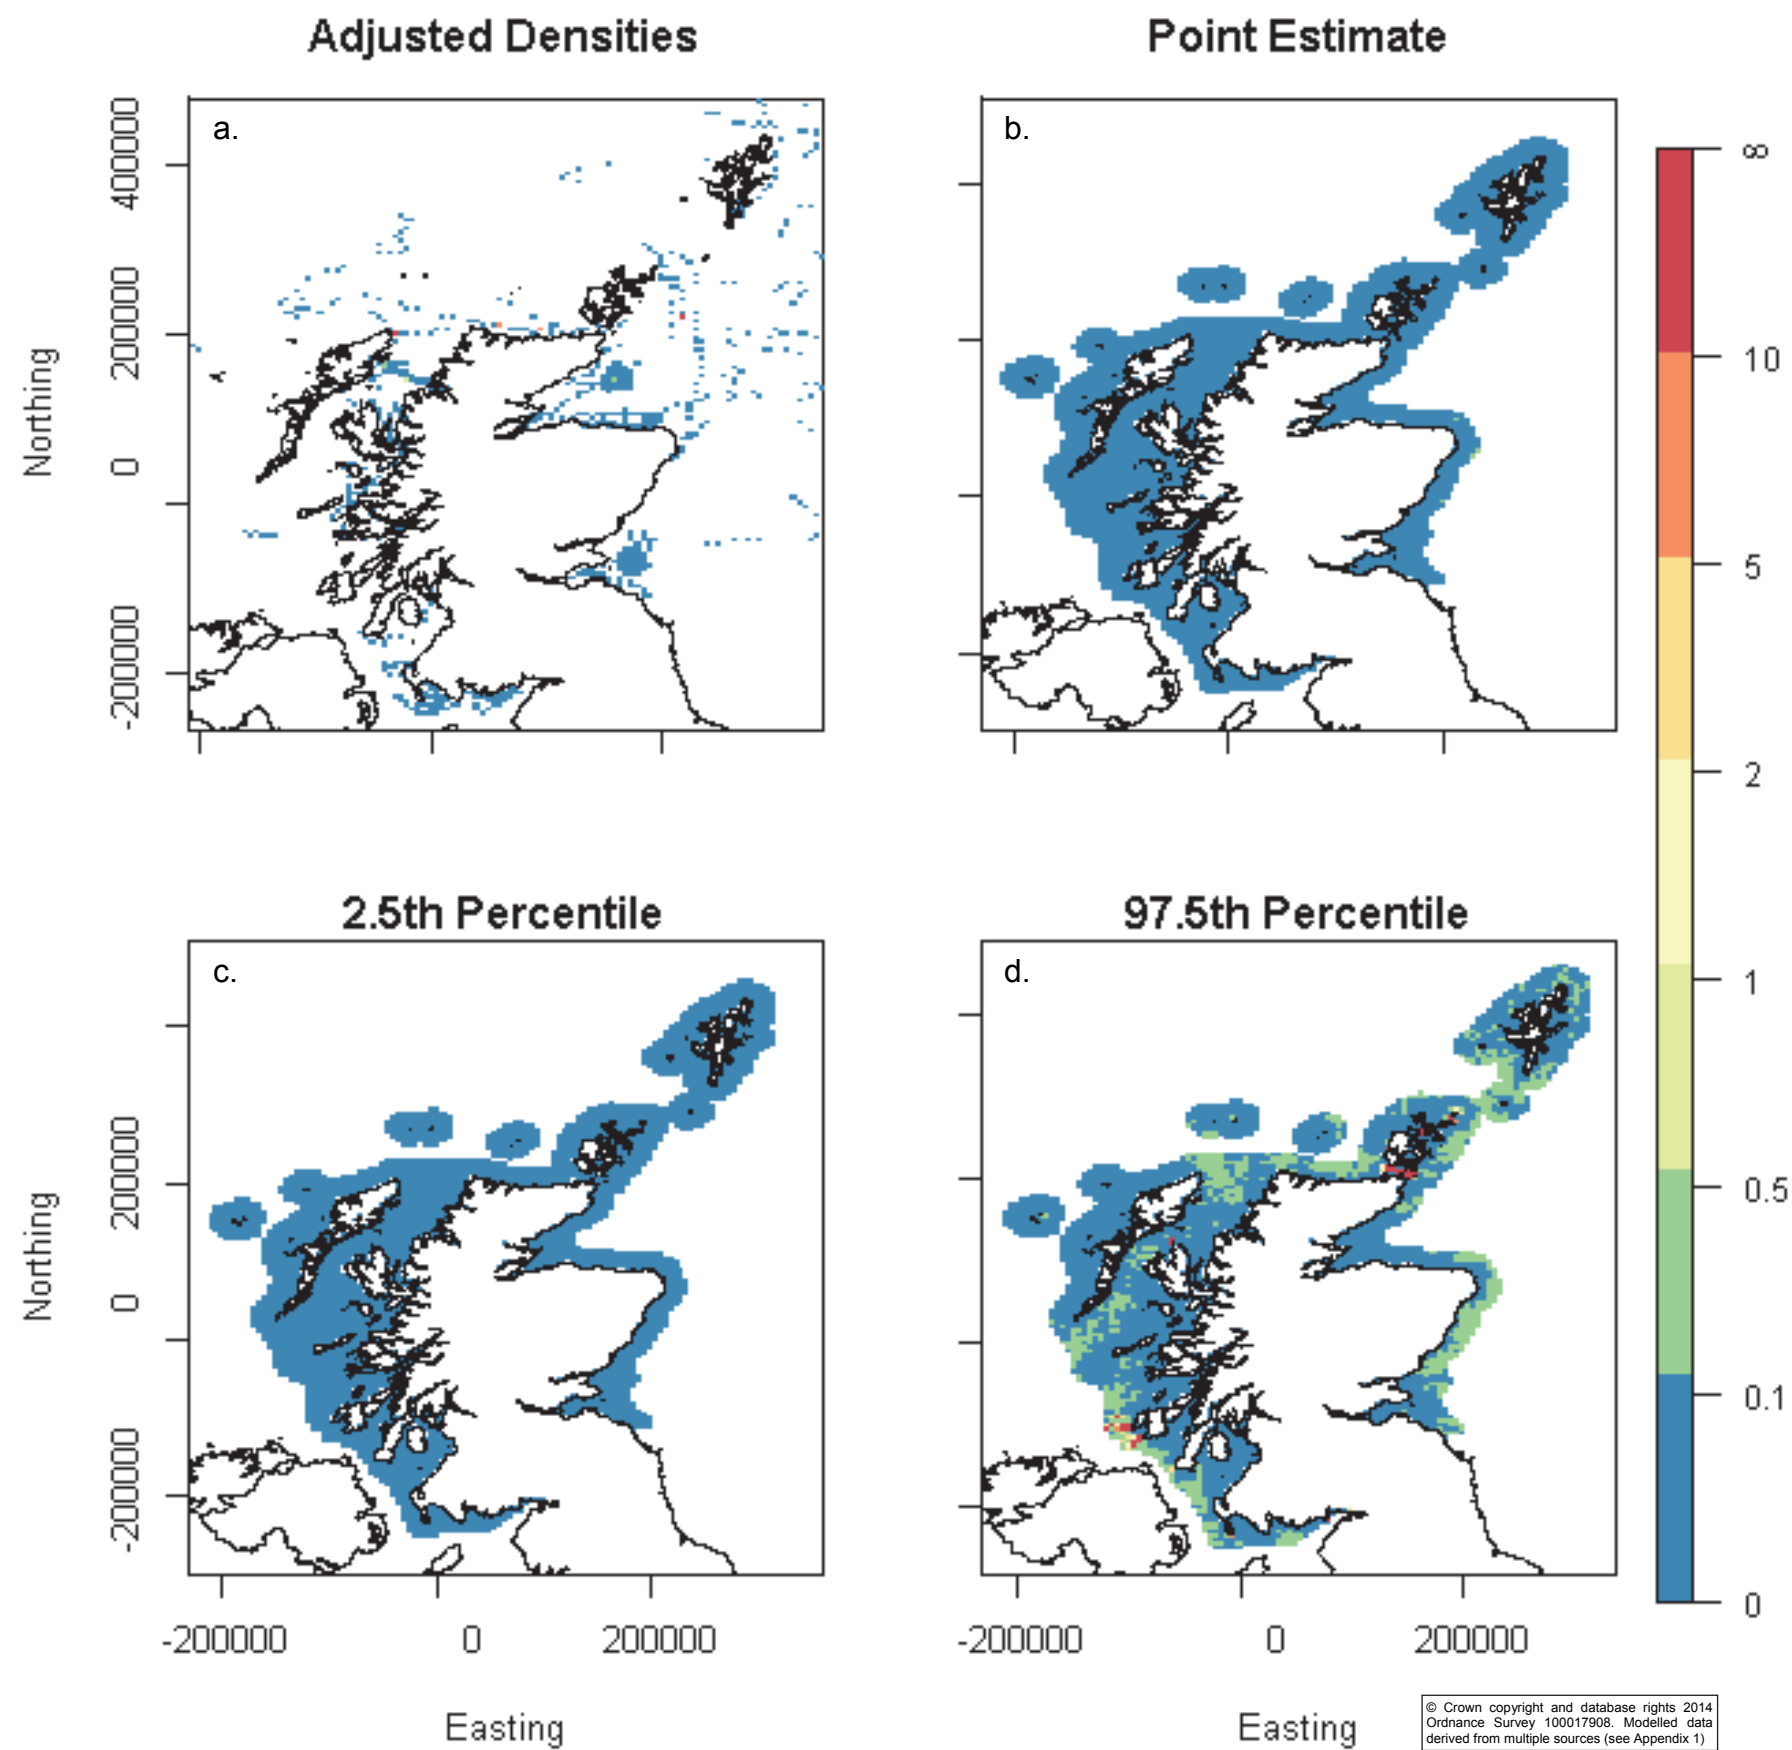 Adjusted Densities
Point Estimate
a.
b.
Northing
400000
200000
0
-200000
∞
10
5
2
1
0.5
0.1
0
2.5th Percentile
97.5th Percentile
c.
d.
Northing
200000
0
-200000
-200000
0
200000
-200000
0
200000
Easting
Easting
© Crown copyright and database rights 2014
Ordnance Survey 100017908. Modelled data
derived from multiple sources (see Appendix 1)